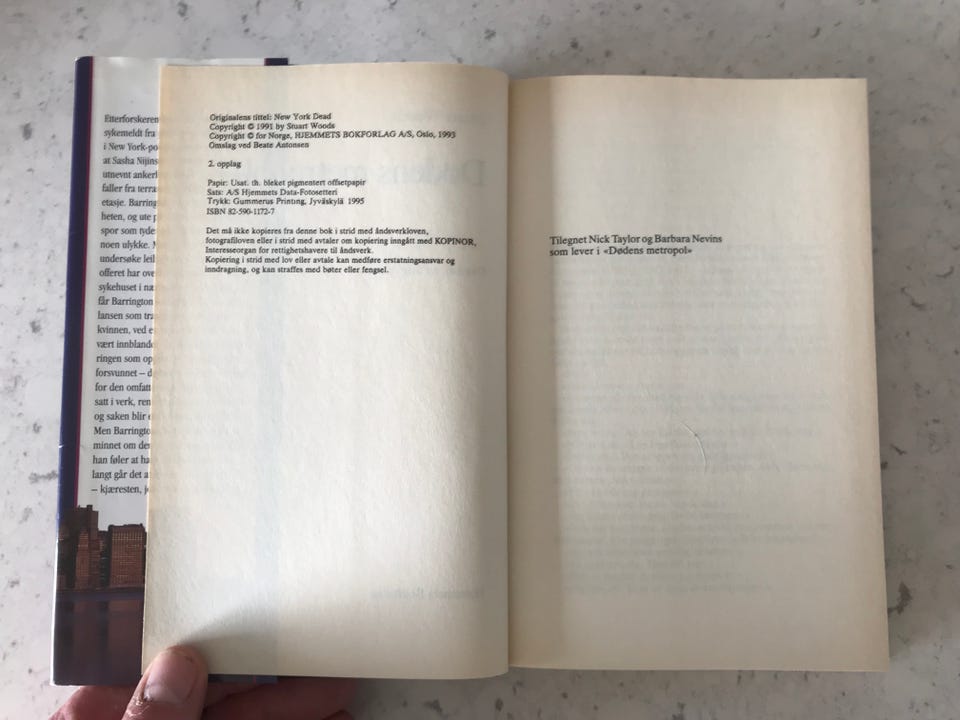 Etterforskeren
sykemeldt fra
i New York-po
at Sasha Nijins
utnevnt ankerl
faller fra terra
etasje. Barring
heten, og ute p
spor som tyde
noen ulykke. M
undersøke leil
offeret har ove
sykehuset i næ
får Barrington
lansen som tra
kvinnen, ved e
vært innblande
ringen som op
forsvunnet – d
for den omfatt
satt i verk, ren
og saken blir
Men Barringto
minnet om de
han føler at ha
langt går det a
– kjæresten, j
Originalens tittel: New York Dead
Copyright © 1991 by Stuart Woods
Copyright © for Norge, HJEMMETS BOKFORLAG A/S, Oslo, 1993
Omslag ved Beate Antonsen
2. opplag
Papir: Usat. th. bleket pigmentert offsetpapir
Sats: A/S Hjemmets Data-Fotosetteri
Trykk: Gummerus Printing, Jyväskylä 1995
ISBN 82-590-1172-7
Det må ikke kopieres fra denne bok i strid med åndsverkloven,
fotografiloven eller i strid med avtaler om kopiering inngått med KOPINOR,
Interesseorgan for rettighetshavere til åndsverk.
Kopiering i strid med lov eller avtale kan medføre erstatningsansvar og
inndragning, og kan straffes med bøter eller fengsel.
Tilegnet Nick Taylor og Barbara Nevins
som lever i «Dødens metropol»